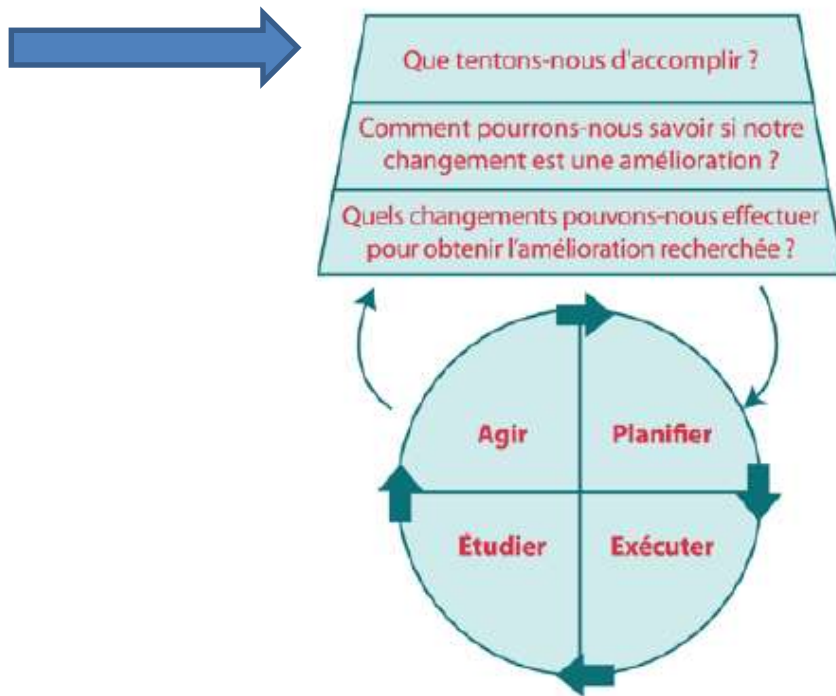 Que tentons-nous d'accomplir ?
Comment pourrons-nous savoir si notre
changement est une amélioration ?
Quels changements pouvons-nous effectuer
pour obtenir l'amélioration recherchée ?
Agir
Planifier
Étudier
Exécuter